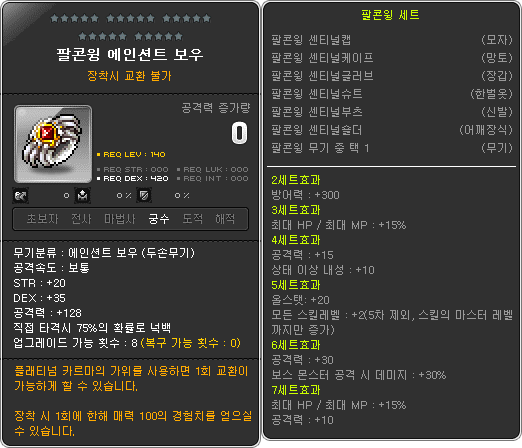 팔콘윙 에인션트 보우
장착시 교환 불가
공격력 증가량
0
REQ LEV : 140
REQ STR : 000
REQ LUK : 000
REQ DEX : 420
REQ INT : 000
0
0 %
0 %
초보자 전사 마법사 궁수 도적 해적
무기분류 : 에인션트 보우 (두손무기)
공격속도 : 보통
STR : +20
DEX : +35
공격력 : +128
직접 타격시 75%의 확률로 넉백
업그레이드 가능 횟수 : 8 (복구 가능 횟수 : 0)
플래티넘 카르마의 가위를 사용하면 1회 교환이
가능하게 할 수 있습니다.
장착 시 1회에 한해 매력 100의 경험치를 얻으실
수 있습니다.
팔콘윙 세트
팔콘윙 센티널캡 (모자)
팔콘윙 센티널케이프 (망토)
팔콘윙 센티널글러브 (장갑)
팔콘윙 센티널슈트 (한벌옷)
팔콘윙 센티널부츠 (신발)
팔콘윙 센티널숄더 (어깨장식)
팔콘윙 무기 중 택 1 (무기)
2세트효과
방어력 : +300
3세트효과
최대 HP / 최대 MP : +15%
4세트효과
공격력 : +15
상태 이상 내성 : +10
5세트효과
올스탯: +20
모든 스킬레벨 : +2(5차 제외, 스킬의 마스터 레벨
까지만 증가)
6세트효과
공격력 : +30
보스 몬스터 공격 시 데미지 : +30%
7세트효과
최대 HP / 최대 MP : +15%
공격력 : +10